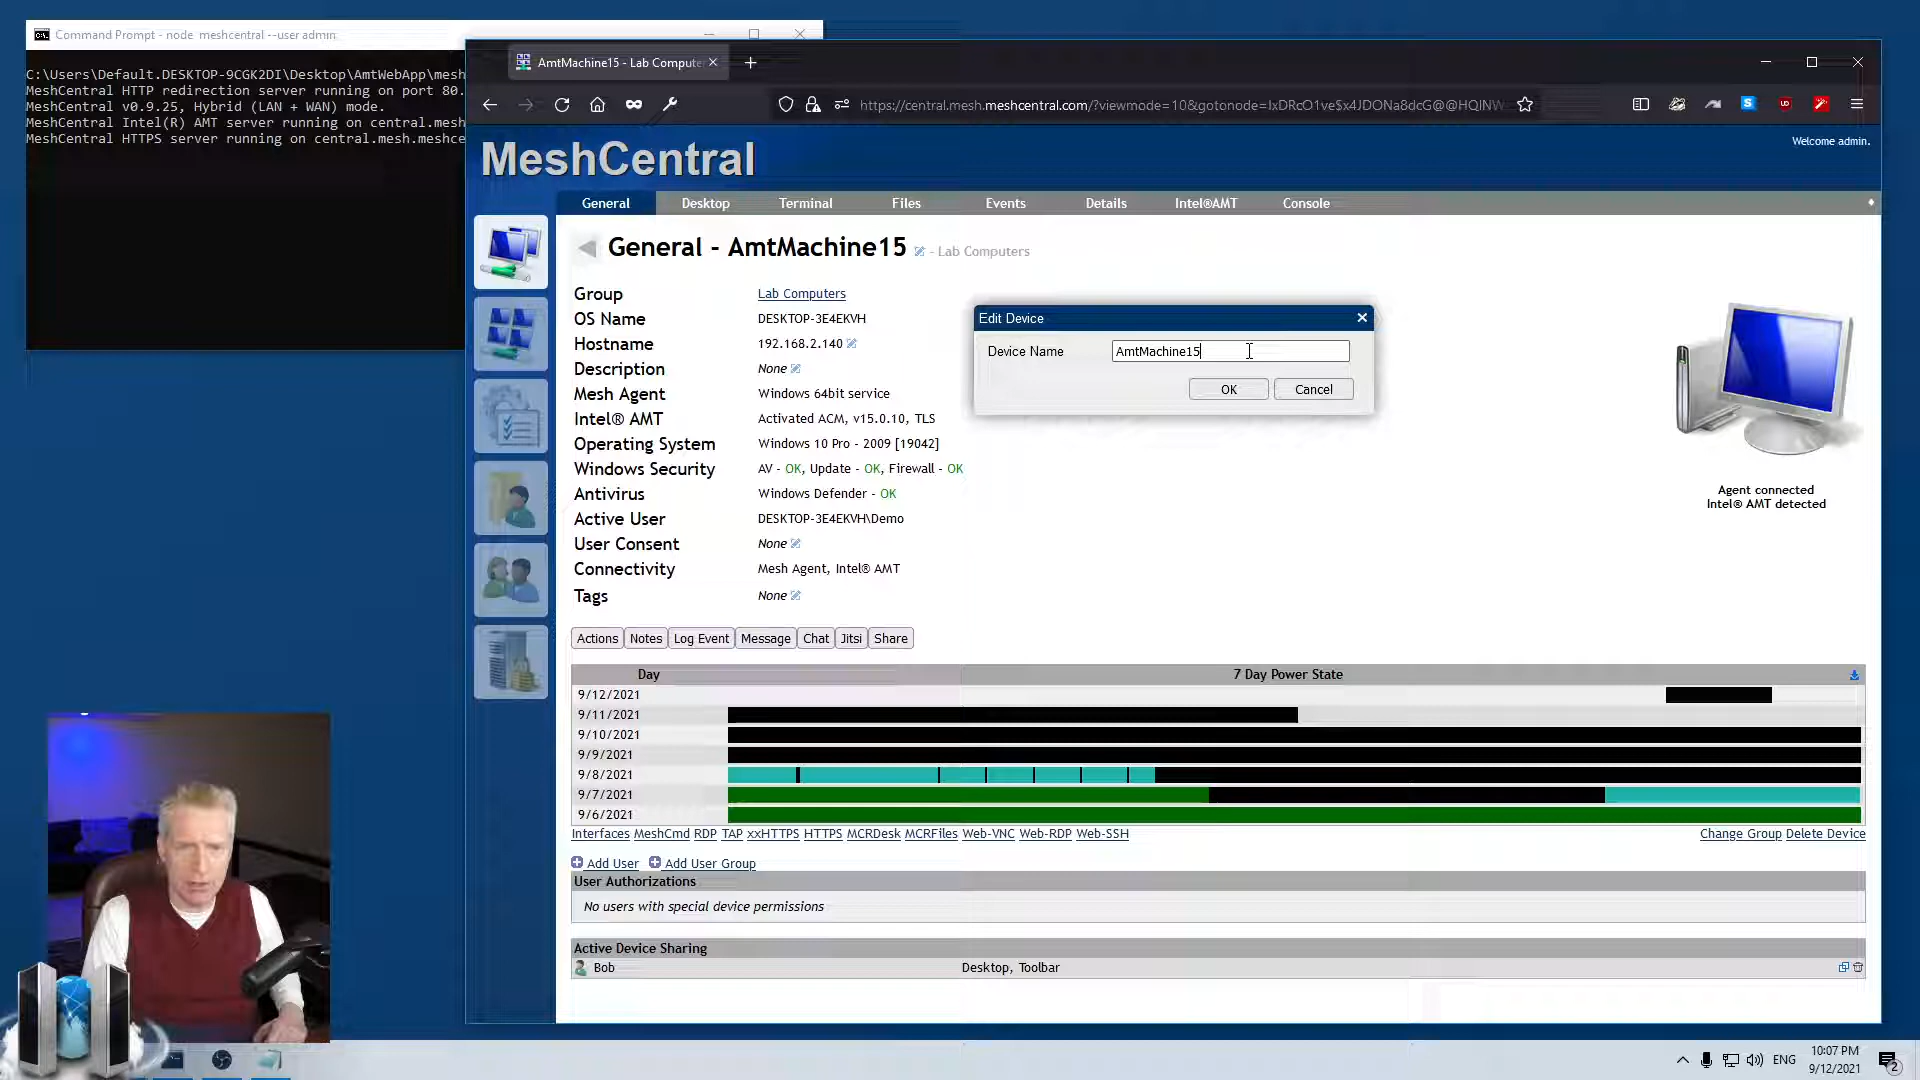 Command Prompt - node meshcentral --user admin
C:\Users\Default.DESKTOP-9CGK2DI\Desktop\AmtWebApp\mesh
MeshCentral HTTP redirection server running on port 80.
MeshCentral v0.9.25, Hybrid (LAN + WAN) mode.
MeshCentral Intel(R) AMT server running on central.mesh
MeshCentral HTTPS server running on central.mesh.meshce
AmtMachine15 - Lab Compute
https://central.mesh.meshcentral.com/?viewmode=10&gotonode=
Welcome admin.
MeshCentral
General Desktop Terminal Files Events Details Intel®AMT Console
General - AmtMachine15 - Lab Computers
Group Lab Computers
OS Name DESKTOP-3E4EKVH
Hostname 192.168.2.140
Description None
Mesh Agent Windows 64bit service
Intel® AMT Activated ACM, v15.0.10, TLS
Operating System Windows 10 Pro - 2009 [19042]
Windows Security AV - OK, Update - OK, Firewall - OK
Antivirus Windows Defender - OK
Active User DESKTOP-3E4EKVH\Demo
User Consent None
Connectivity Mesh Agent, Intel® AMT
Tags None
Edit Device
Device Name AmtMachine15
OK Cancel
Agent connected
Intel® AMT detected
Actions Notes Log Event Message Chat Jitsi Share
Day 7 Day Power State
9/12/2021
9/11/2021
9/10/2021
9/9/2021
9/8/2021
9/7/2021
9/6/2021
Interfaces MeshCmd RDP TAP xxHTTPS HTTPS MCRDesk MCRFiles Web-VNC Web-RDP Web-SSH Change Group Delete Device
Add User Add User Group
User Authorizations
No users with special device permissions
Active Device Sharing
Bob Desktop, Toolbar
ENG
10:07 PM
9/12/2021
2